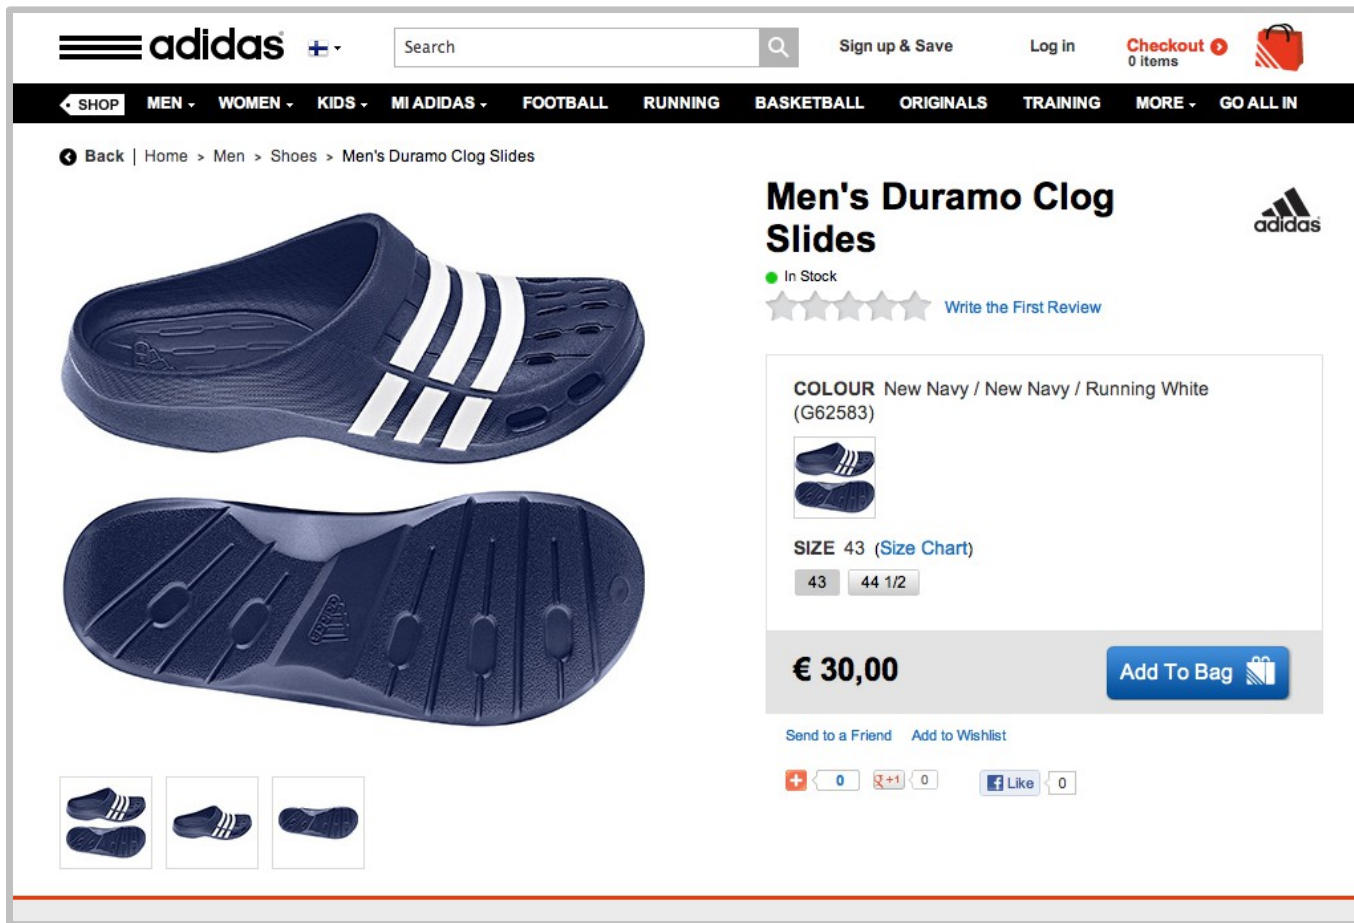 adidas
Search
Sign up & Save
Log in
Checkout
0 items
SHOP MEN WOMEN KIDS MI ADIDAS FOOTBALL RUNNING BASKETBALL ORIGINALS TRAINING MORE GO ALL IN
Back | Home > Men > Shoes > Men's Duramo Clog Slides
Men's Duramo Clog
Slides
adidas
In Stock
Write the First Review
COLOUR New Navy / New Navy / Running White
(G62583)
SIZE 43 (Size Chart)
43 44 1/2
€ 30,00
Add To Bag
Send to a Friend Add to Wishlist
0 +1 0 Like 0
adidas